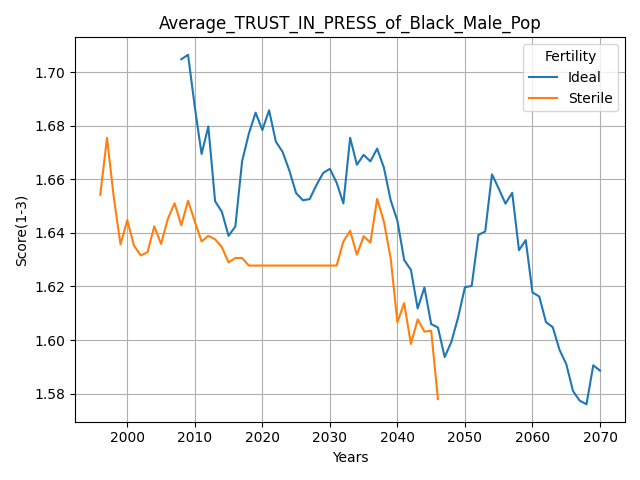 Average_TRUST_IN_PRESS_of_Black_Male_Pop
Fertility
Ideal
Sterile
Score(1-3)
1.70
1.68
1.66
1.64
1.62
1.60
1.58
2000 2010 2020 2030 2040 2050 2060 2070
Years